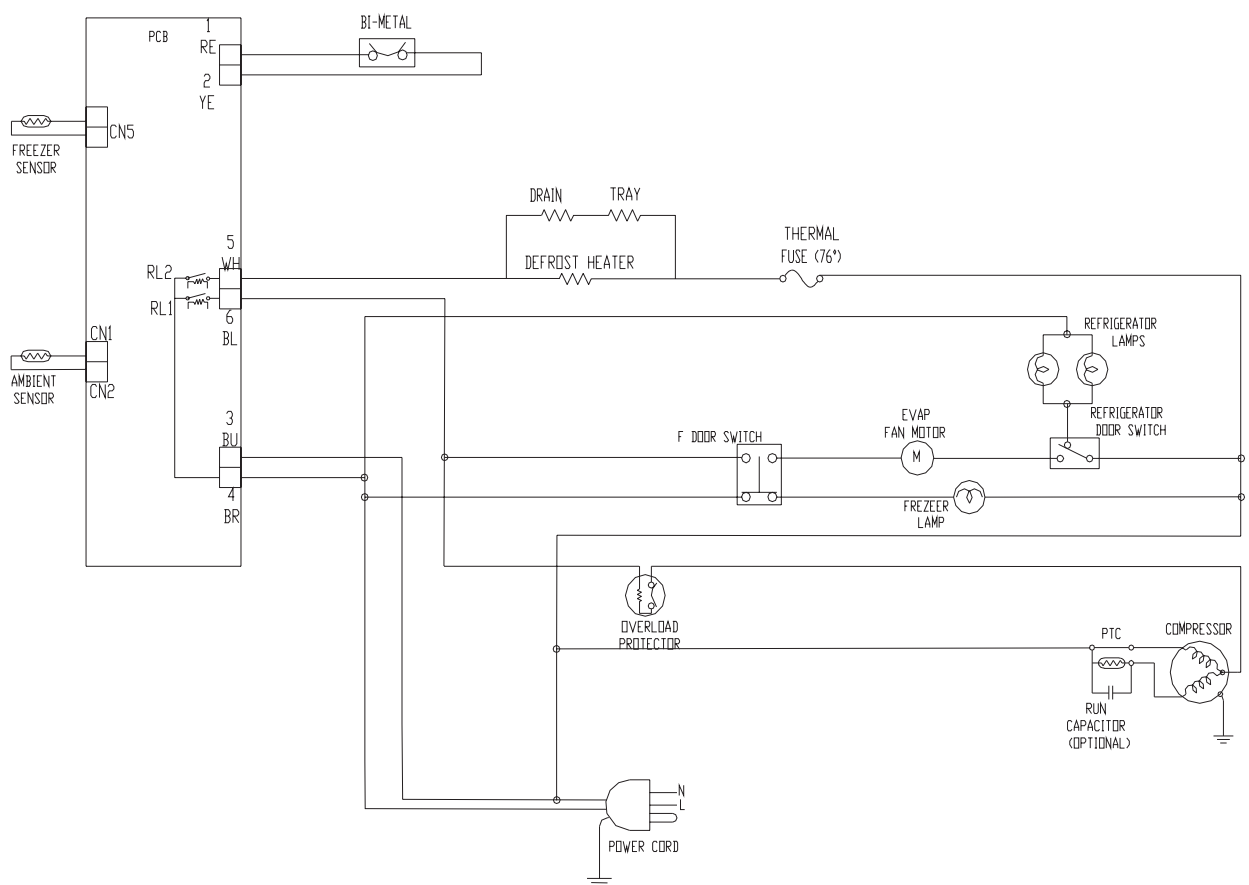 BI-METAL
1
PCB
RE
2
YE
CN5
FREEZER
SENSOR
DRAIN
TRAY
THERMAL
FUSE (76°)
5
WH
DEFROST HEATER
RL2
RL1
6
BL
CN1
CN2
AMBIENT
SENSOR
REFRIGERATOR
LAMPS
3
BU
4
BR
F DOOR SWITCH
EVAP
FAN MOTOR
M
REFRIGERATOR
DOOR SWITCH
FREZEER
LAMP
OVERLOAD
PROTECTOR
PTC
COMPRESSOR
RUN
CAPACITOR
(OPTIONAL)
N
L
POWER CORD